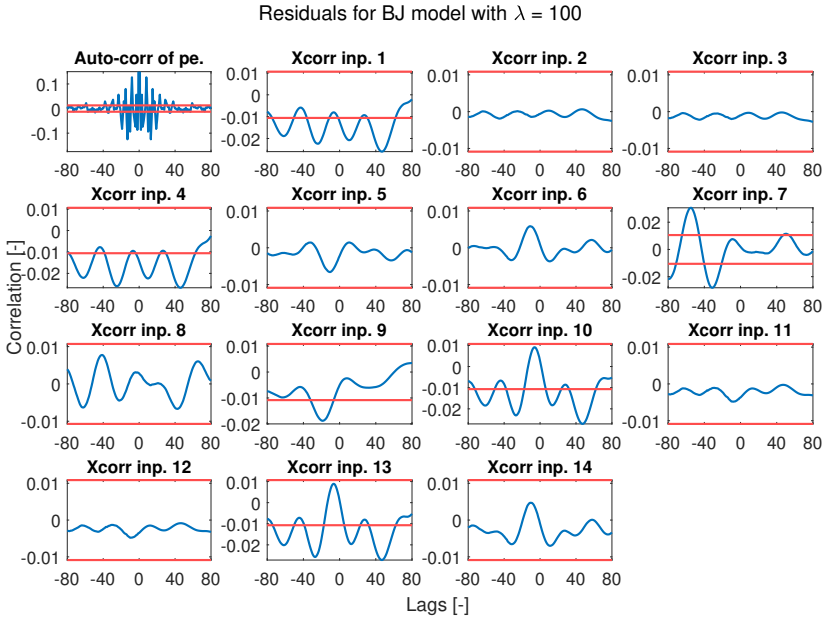 Residuals for BJ model with λ = 100
Auto-corr of pe.
0.1
0
-0.1
-80 -40 0 40 80
Xcorr inp. 1
0.01
0
-0.01
-0.02
-80 -40 0 40 80
Xcorr inp. 2
0.01
0
-0.01
-80 -40 0 40 80
Xcorr inp. 3
0.01
0
-0.01
-80 -40 0 40 80
Xcorr inp. 4
0.01
0
-0.01
-0.02
-80 -40 0 40 80
Xcorr inp. 5
0.01
0
-0.01
-80 -40 0 40 80
Xcorr inp. 6
0.01
0
-0.01
-80 -40 0 40 80
Xcorr inp. 7
0.02
0
-0.02
-80 -40 0 40 80
Correlation [-]
Xcorr inp. 8
0.01
0
-0.01
-80 -40 0 40 80
Xcorr inp. 9
0.01
0
-0.01
-0.02
-80 -40 0 40 80
Xcorr inp. 10
0.01
0
-0.01
-0.02
-80 -40 0 40 80
Xcorr inp. 11
0.01
0
-0.01
-80 -40 0 40 80
Xcorr inp. 12
0.01
0
-0.01
-80 -40 0 40 80
Xcorr inp. 13
0.01
0
-0.01
-0.02
-80 -40 0 40 80
Xcorr inp. 14
0.01
0
-0.01
-80 -40 0 40 80
Lags [-]